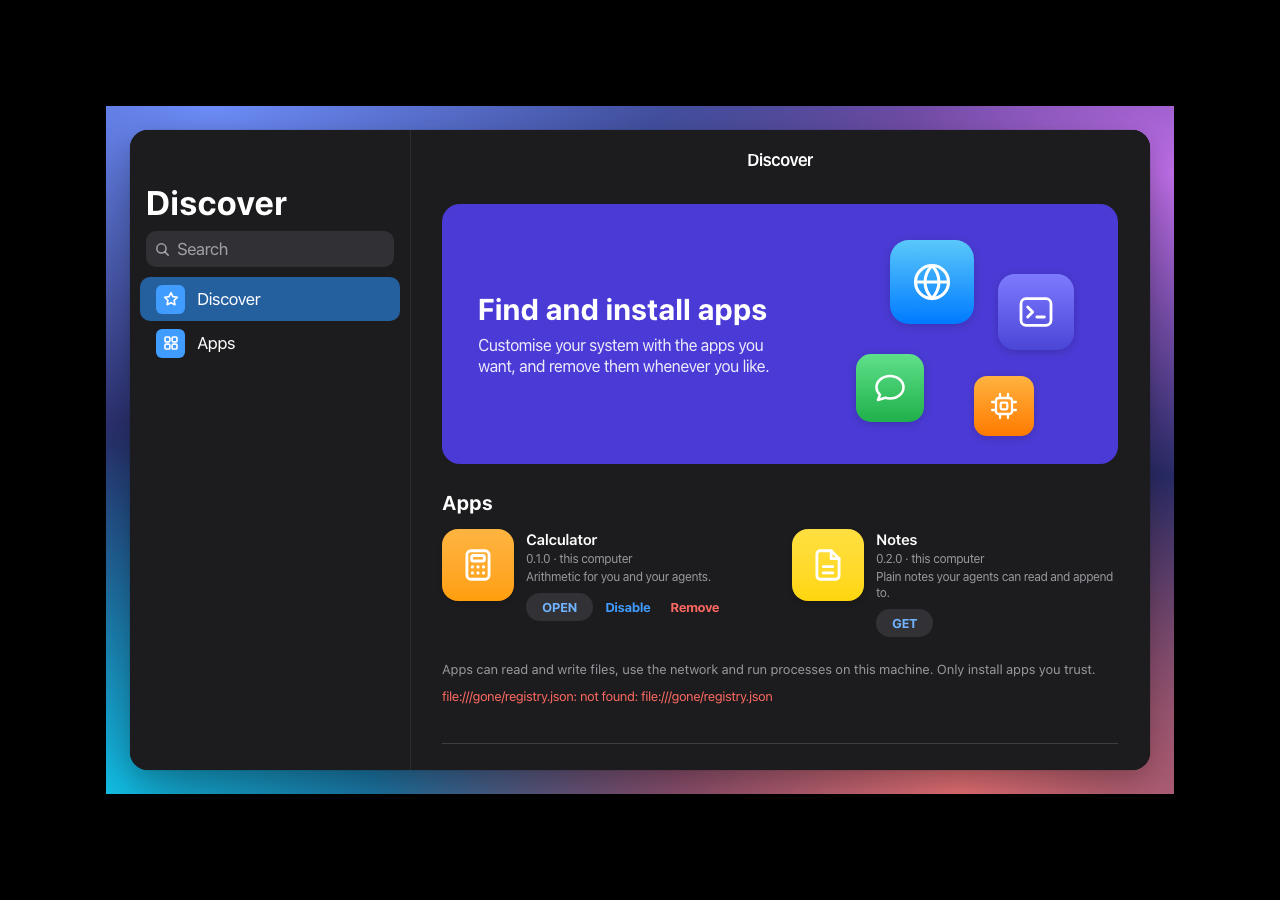 Discover
Search
Discover
Apps
Discover
Find and install apps
Customise your system with the apps you
want, and remove them whenever you like.
Apps
Calculator
0.1.0 · this computer
Arithmetic for you and your agents.
OPEN Disable Remove
Notes
0.2.0 · this computer
Plain notes your agents can read and append
to.
GET
Apps can read and write files, use the network and run processes on this machine. Only install apps you trust.
file:///gone/registry.json: not found: file:///gone/registry.json